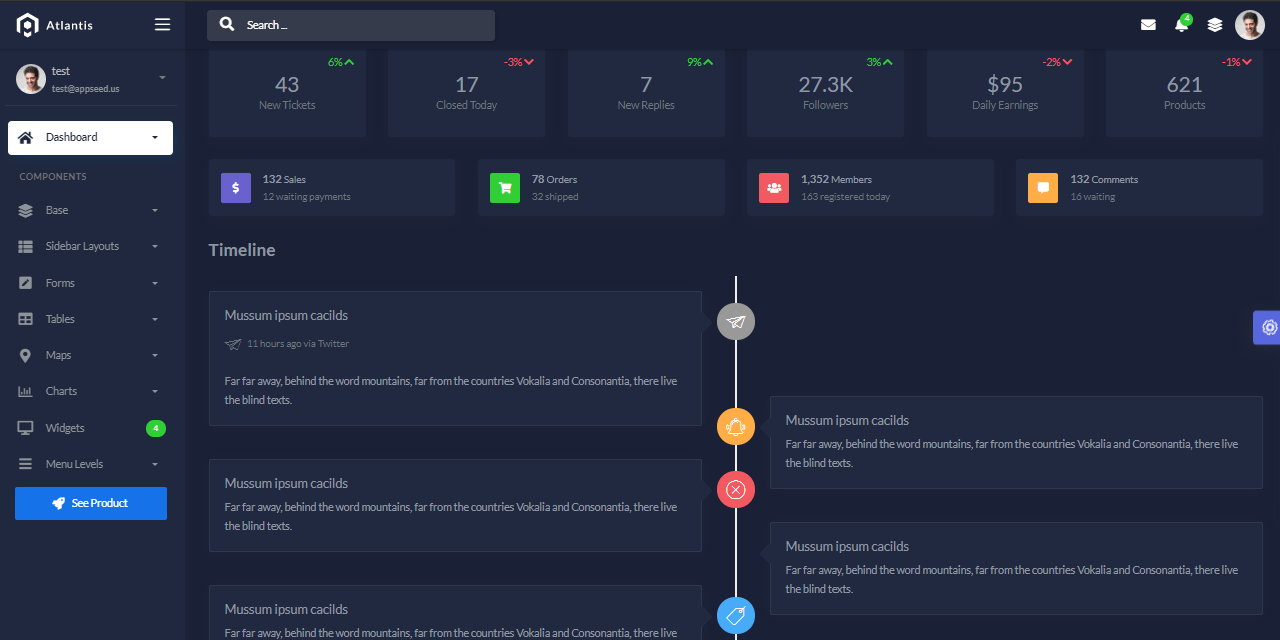 Atlantis
Search ...
4
test
test@appseed.us
Dashboard
COMPONENTS
Base
Sidebar Layouts
Forms
Tables
Maps
Charts
Widgets
4
Menu Levels
See Product
6%
43
New Tickets
-3%
17
Closed Today
9%
7
New Replies
3%
27.3K
Followers
-2%
$95
Daily Earnings
-1%
621
Products
132 Sales
12 waiting payments
78 Orders
32 shipped
1,352 Members
163 registered today
132 Comments
16 waiting
Timeline
Mussum ipsum cacilds
11 hours ago via Twitter
Far far away, behind the word mountains, far from the countries Vokalia and Consonantia, there live
the blind texts.
Mussum ipsum cacilds
Far far away, behind the word mountains, far from the countries Vokalia and Consonantia, there live
the blind texts.
Mussum ipsum cacilds
Far far away, behind the word mountains, far from the countries Vokalia and Consonantia, there live
the blind texts.
Mussum ipsum cacilds
Far far away, behind the word mountains, far from the countries Vokalia and Consonantia, there live
the blind texts.
Mussum ipsum cacilds
Far far away, behind the word mountains, far from the countries Vokalia and Consonantia, there live